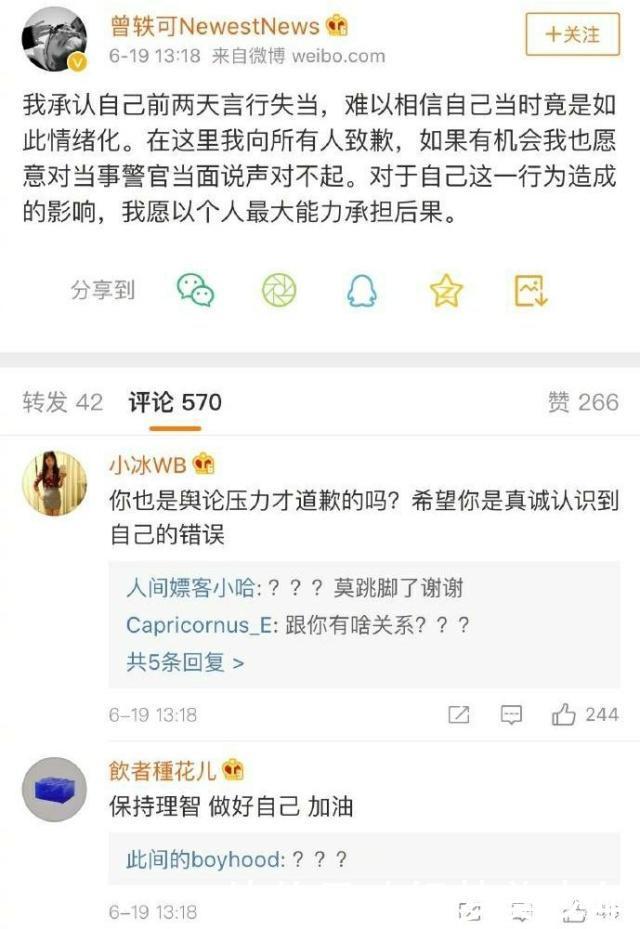 曾轶可NewestNews
6-19 13:18 来自微博 weibo.com
+关注
我承认自己前两天言行失当，难以相信自己当时竟是如
此情绪化。在这里我向所有人致歉，如果有机会我也愿
意对当事警官当面说声对不起。对于自己这一行为造成
的影响，我愿以个人最大能力承担后果。
分享到
转发 42 评论 570 赞 266
小冰WB
你也是舆论压力才道歉的吗？希望你是真诚认识到
自己的错误
人间嫖客小哈: ？？？莫跳脚了谢谢
Capricornus_E: 跟你有啥关系？？？
共5条回复 >
6-19 13:18 244
飲者種花儿
保持理智 做好自己 加油
此间的boyhood: ？？？
6-19 13:18